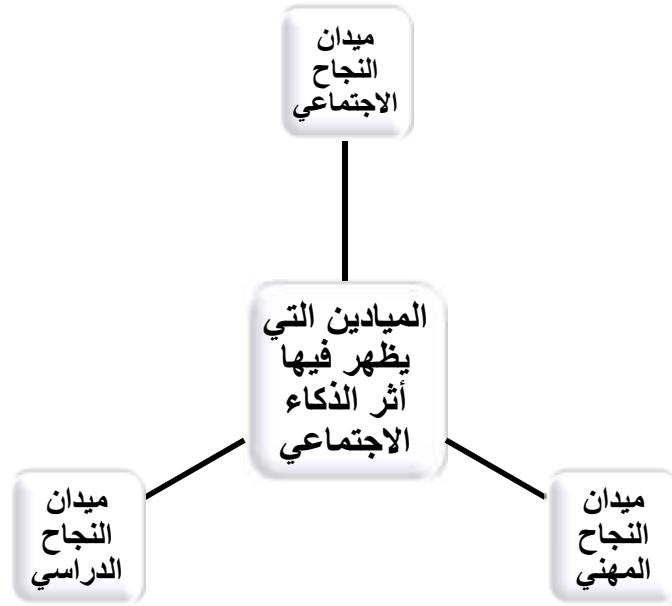 ميدان
النجاح
الاجتماعي
الميادين التي
يظهر فيها
أثر الذكاء
الاجتماعي
ميدان
النجاح
المهني
ميدان
النجاح
الدراسي